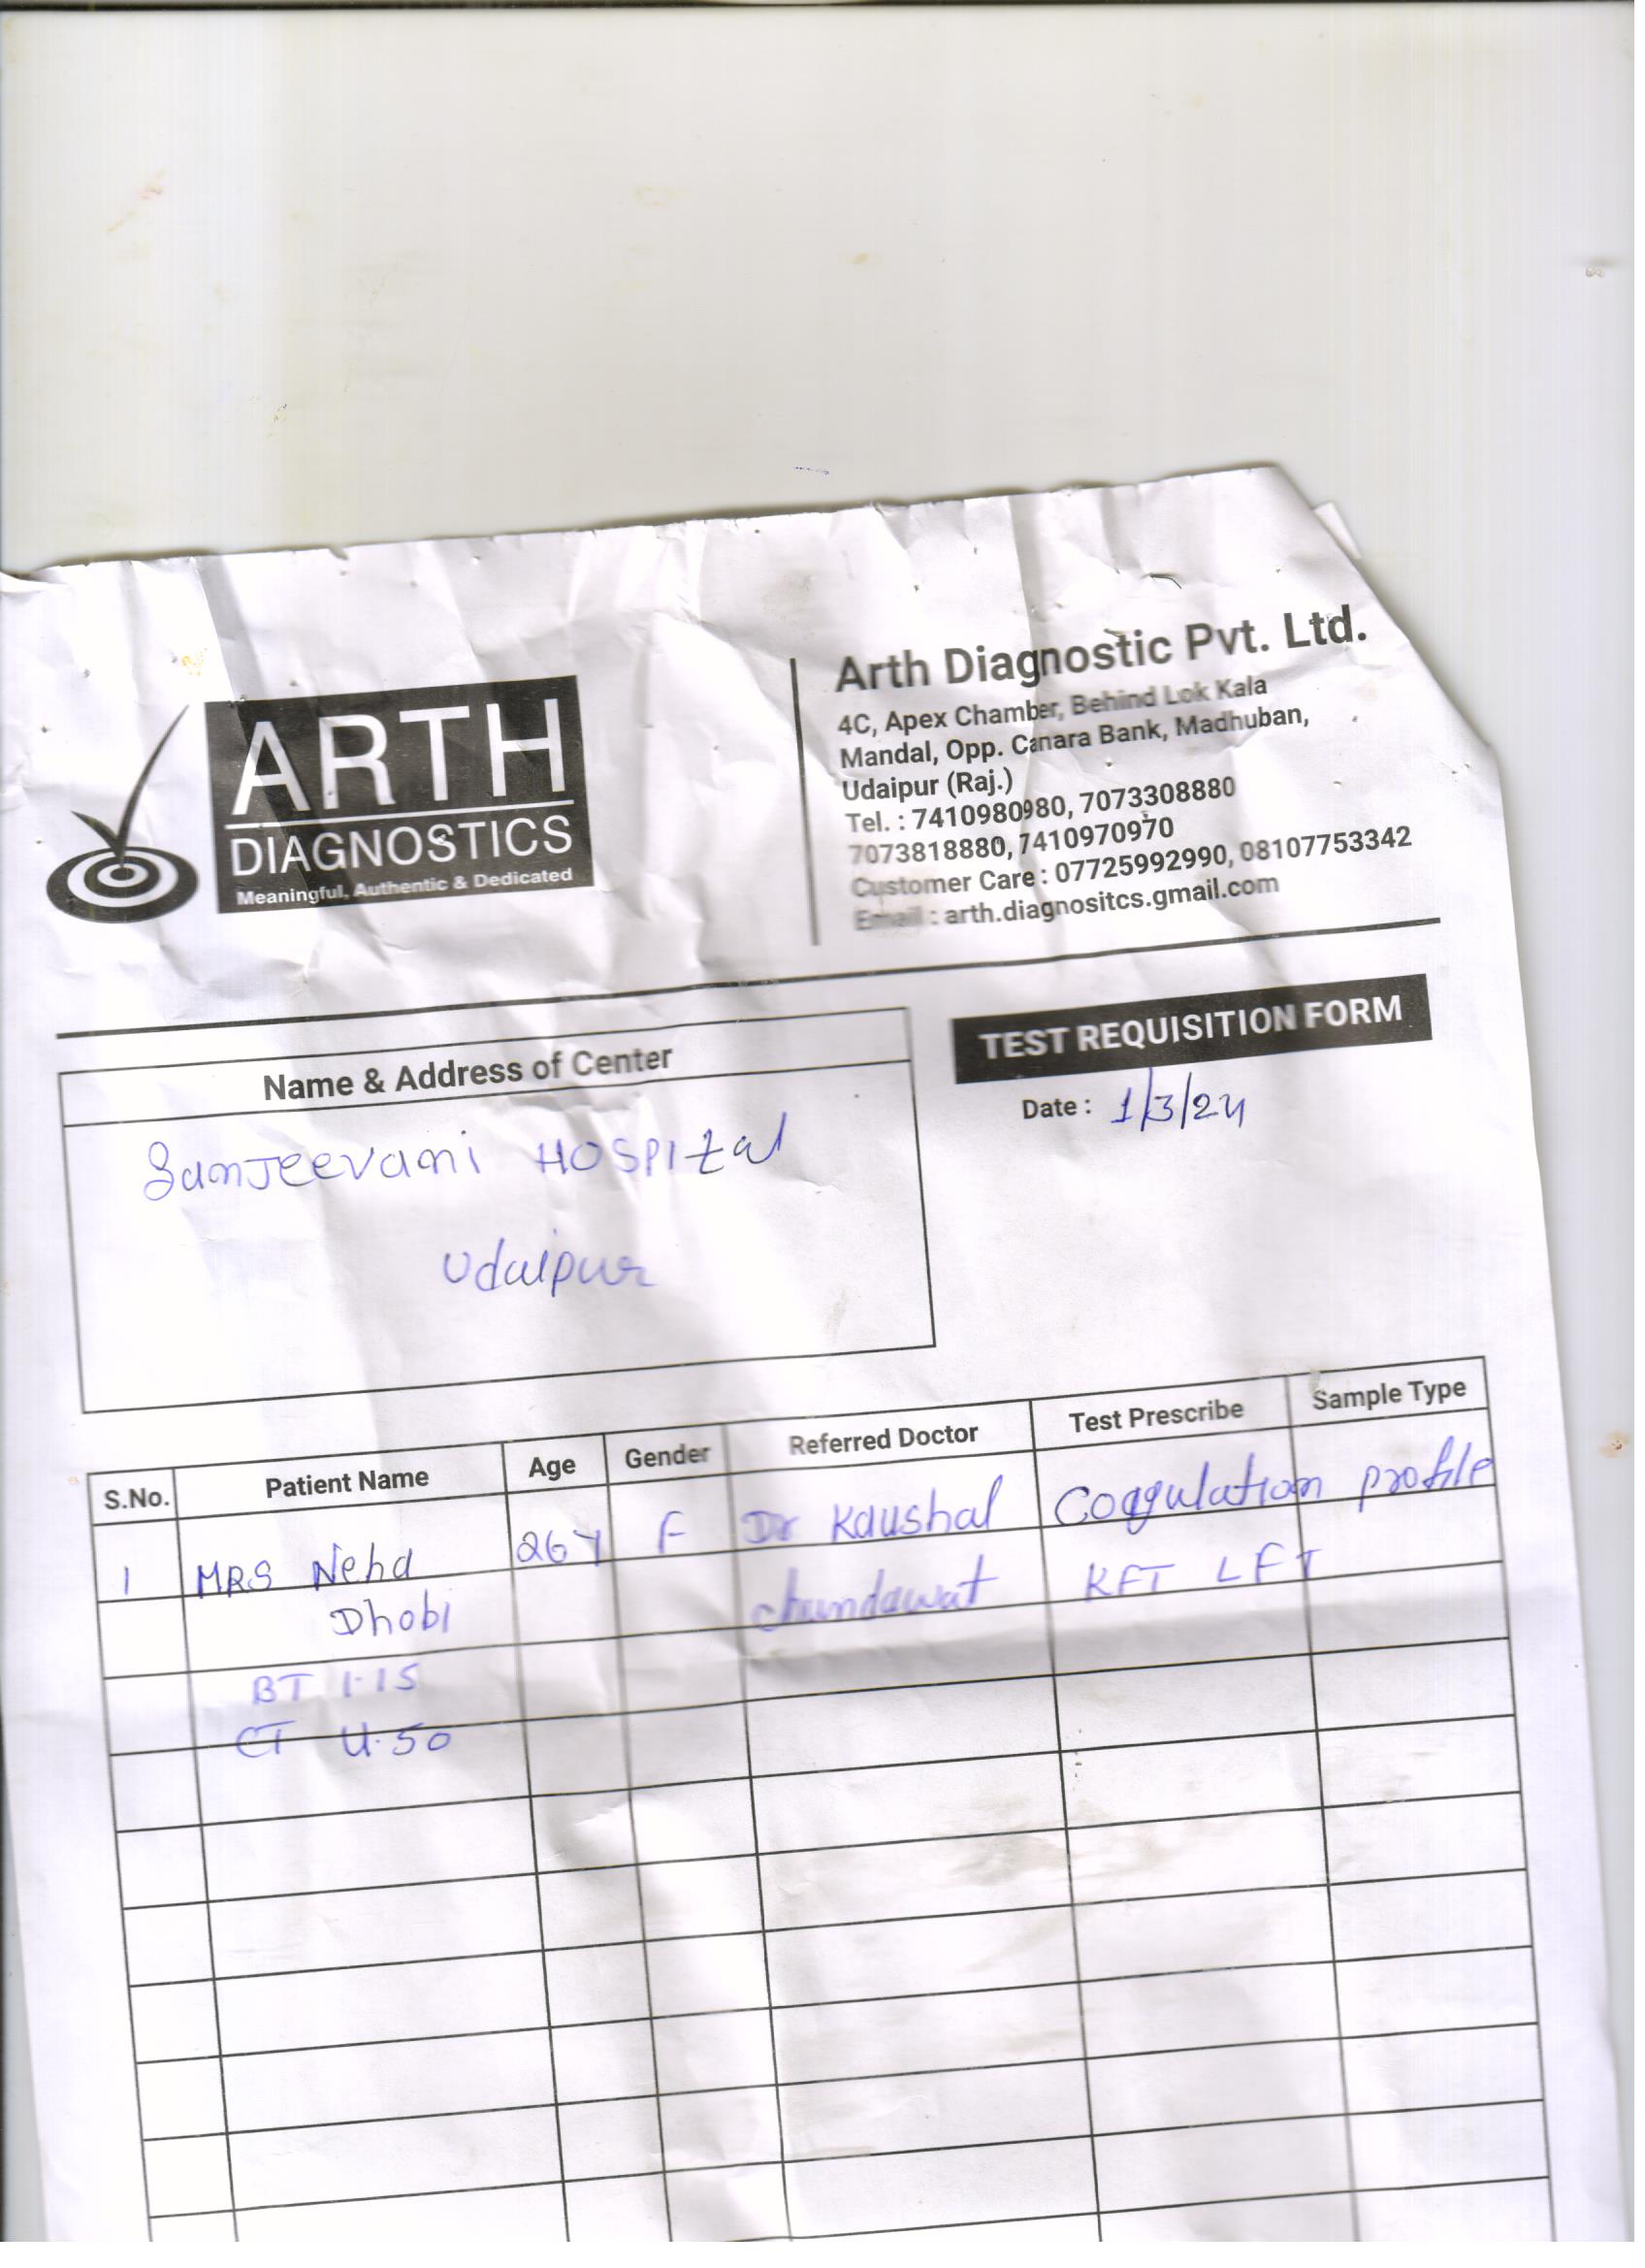 ARTH
DIAGNOSTICS
Meaningful, Authentic & Dedicated
Arth Diagnostic Pvt. Ltd.
4C, Apex Chamber, Behind Lok Kala
Mandal, Opp. Canara Bank, Madhuban,
Udaipur (Raj.)
Tel. : 7410980980, 7073308880
7073818880, 7410970970
Customer Care : 07725992990, 08107753342
Email : arth.diagnositcs.gmail.com
TEST REQUISITION FORM
Date : 1/3/24
Name & Address of Center
Sanjeevani HOSPItal
Udaipur
S.No. Patient Name Age Gender Referred Doctor Test Prescribe Sample Type
1 MRS Neha 26Y F Dr Kaushal Coagulation profile
Dhobi chundawat KFT LFT
BT 1.15
CT 4.50